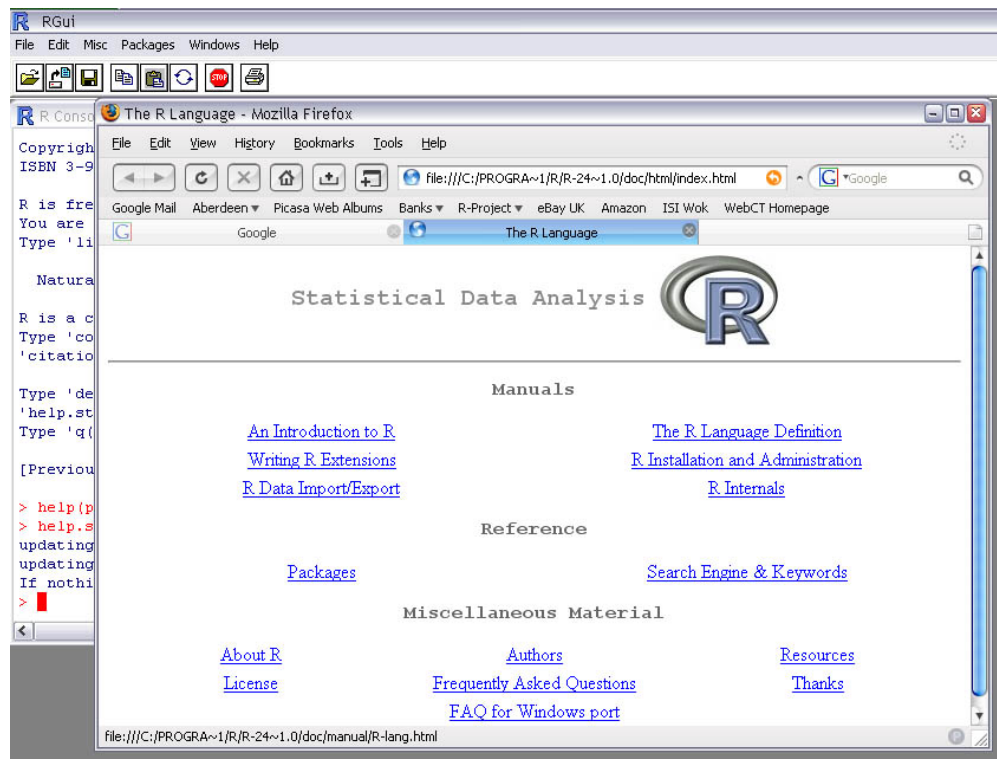 RGui
File Edit Misc Packages Windows Help
STOP
R Conso
Copyrigh
ISBN 3-9
R is fre
You are
Type 'li
Natura
R is a c
Type 'co
'citatio
Type 'de
'help.st
Type 'q(
[Previou
> help(p
> help.s
updating
updating
If nothi
>
The R Language - Mozilla Firefox
File Edit View History Bookmarks Tools Help
file:///C:/PROGRA~1/R/R-24~1.0/doc/html/index.html
G Google
Google Mail Aberdeen Picasa Web Albums Banks R-Project eBay UK Amazon ISI Wok WebCT Homepage
G Google The R Language
Statistical Data Analysis R
Manuals
An Introduction to R The R Language Definition
Writing R Extensions R Installation and Administration
R Data Import/Export R Internals
Reference
Packages Search Engine & Keywords
Miscellaneous Material
About R Authors Resources
License Frequently Asked Questions Thanks
FAQ for Windows port
file:///C:/PROGRA~1/R/R-24~1.0/doc/manual/R-lang.html